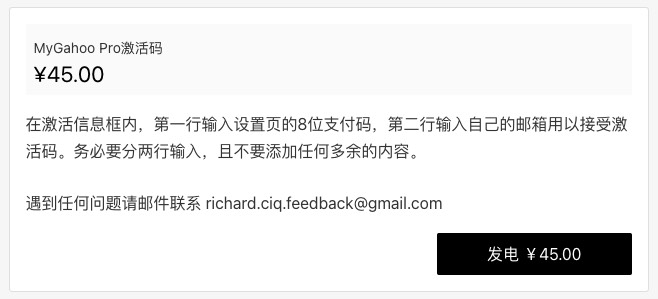 MyGahoo Pro激活码
¥45.00
在激活信息框内，第一行输入设置页的8位支付码，第二行输入自己的邮箱用以接受激
活码。务必要分两行输入，且不要添加任何多余的内容。
遇到任何问题请邮件联系 richard.ciq.feedback@gmail.com
发电 ￥45.00